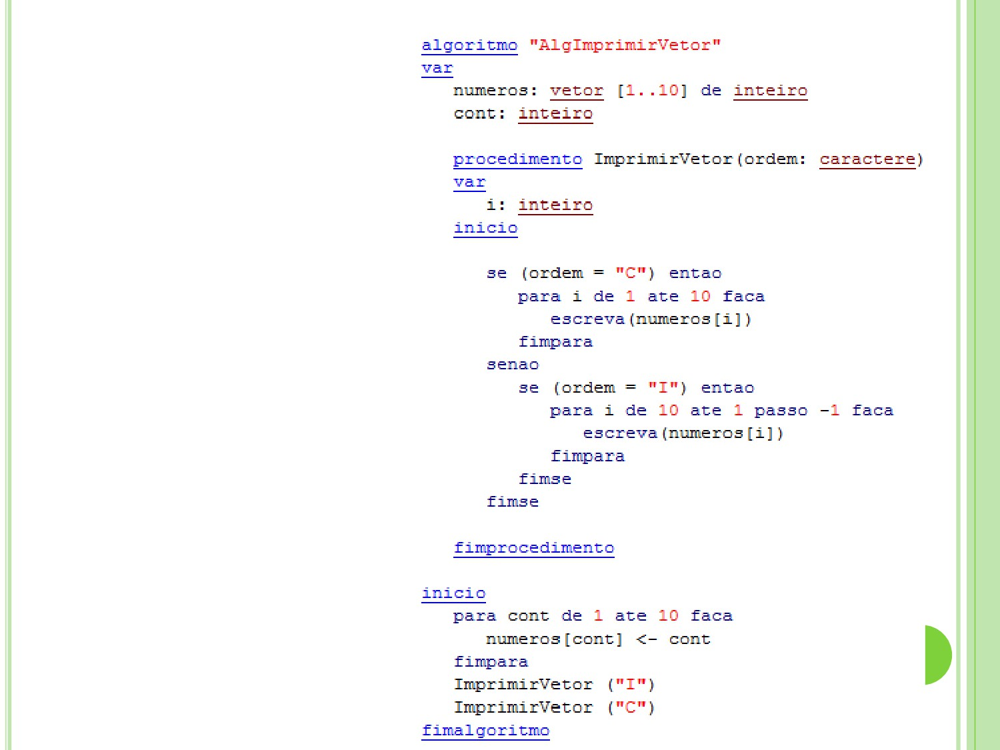 algoritmo "AlgImprimirVetor"
var
numeros: vetor [1..10] de inteiro
cont: inteiro
procedimento ImprimirVetor(ordem: caractere)
var
i: inteiro
inicio
se (ordem = "C") entao
para i de 1 ate 10 faca
escreva(numeros[i])
fimpara
senao
se (ordem = "I") entao
para i de 10 ate 1 passo -1 faca
escreva(numeros[i])
fimpara
fimse
fimse
fimprocedimento
inicio
para cont de 1 ate 10 faca
numeros[cont] <- cont
fimpara
ImprimirVetor ("I")
ImprimirVetor ("C")
fimalgoritmo